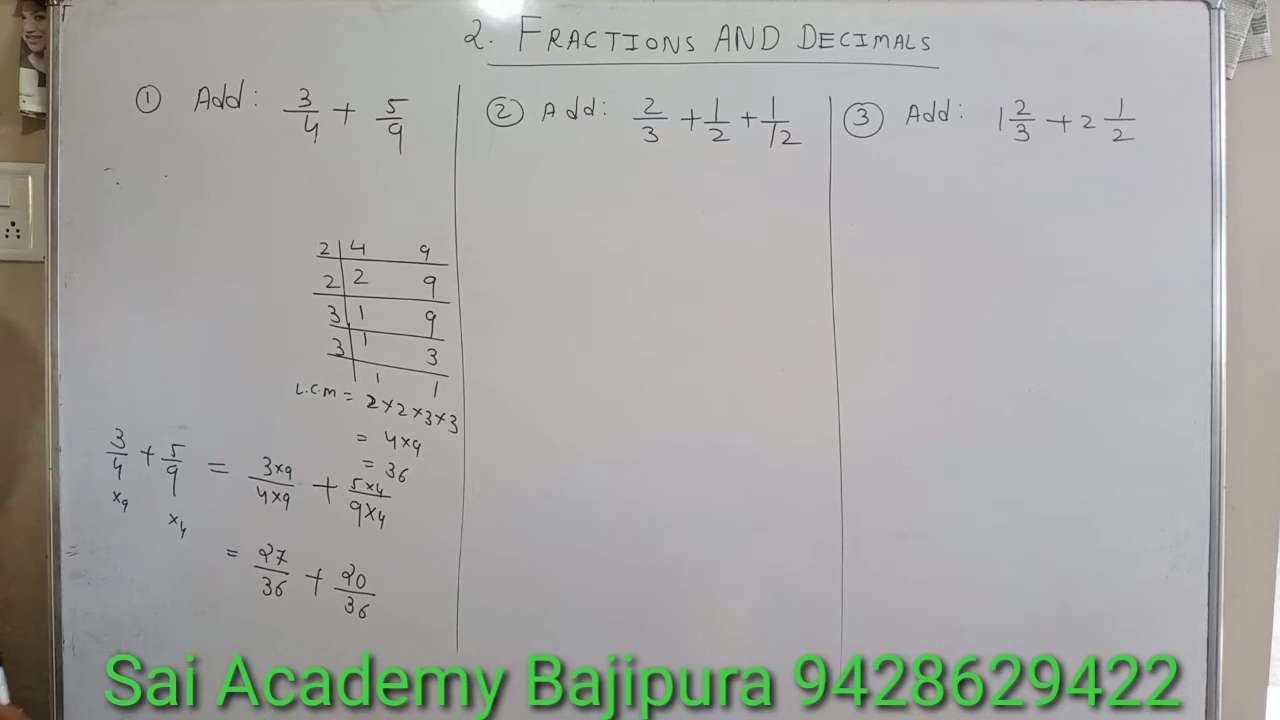 2. FRACTIONS AND DECIMALS
① Add: 3/4 + 5/9
2 | 4 9
2 | 2 9
3 | 1 9
3 | 1 3
1 1
L.C.M = 2×2×3×3
= 4×9
= 36
3/4 + 5/9 = 3×9/4×9 + 5×4/9×4
×9 ×4
= 27/36 + 20/36
② Add: 2/3 + 1/2 + 1/12
③ Add: 1 2/3 + 2 1/2
Sai Academy Bajipura 9428629422